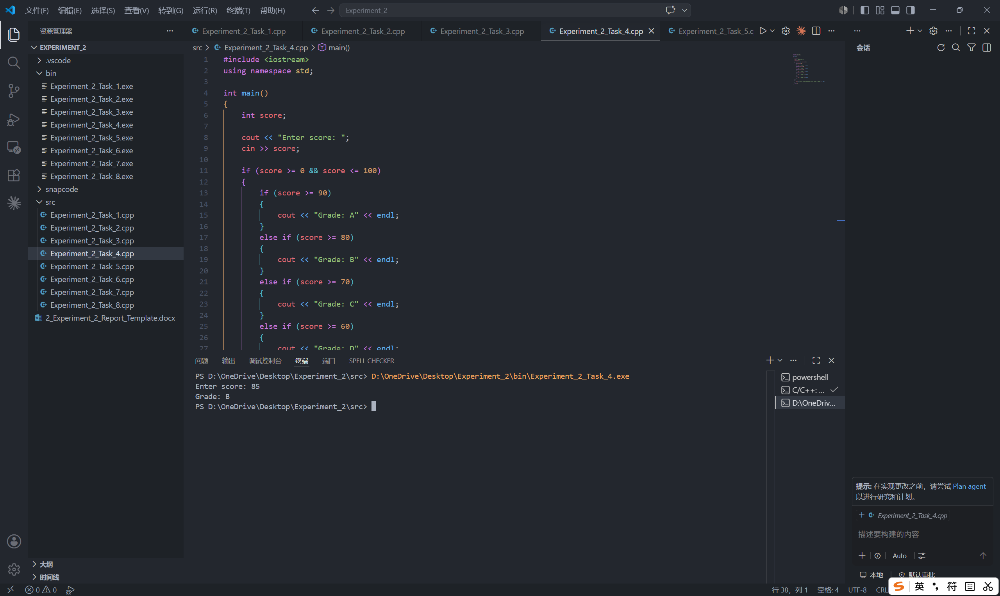 文件(F) 编辑(E) 选择(S) 查看(V) 转到(G) 运行(R) 终端(T) 帮助(H) Experiment_2
资源管理器
EXPERIMENT_2
.vscode
bin
Experiment_2_Task_1.exe
Experiment_2_Task_2.exe
Experiment_2_Task_3.exe
Experiment_2_Task_4.exe
Experiment_2_Task_5.exe
Experiment_2_Task_6.exe
Experiment_2_Task_7.exe
Experiment_2_Task_8.exe
snapcode
src
Experiment_2_Task_1.cpp
Experiment_2_Task_2.cpp
Experiment_2_Task_3.cpp
Experiment_2_Task_4.cpp
Experiment_2_Task_5.cpp
Experiment_2_Task_6.cpp
Experiment_2_Task_7.cpp
Experiment_2_Task_8.cpp
2_Experiment_2_Report_Template.docx
大纲
时间线
Experiment_2_Task_1.cpp Experiment_2_Task_2.cpp Experiment_2_Task_3.cpp Experiment_2_Task_4.cpp Experiment_2_Task_5.c
src > Experiment_2_Task_4.cpp > main()
1 #include <iostream>
2 using namespace std;
3
4 int main()
5 {
6 int score;
7
8 cout << "Enter score: ";
9 cin >> score;
10
11 if (score >= 0 && score <= 100)
12 {
13 if (score >= 90)
14 {
15 cout << "Grade: A" << endl;
16 }
17 else if (score >= 80)
18 {
19 cout << "Grade: B" << endl;
20 }
21 else if (score >= 70)
22 {
23 cout << "Grade: C" << endl;
24 }
25 else if (score >= 60)
26 {
27 cout << "Grade: D" << endl;
问题 输出 调试控制台 终端 端口 SPELL CHECKER
PS D:\OneDrive\Desktop\Experiment_2\src> D:\OneDrive\Desktop\Experiment_2\bin\Experiment_2_Task_4.exe
Enter score: 85
Grade: B
PS D:\OneDrive\Desktop\Experiment_2\src>
powershell
C/C++: ...
D:\OneDriv...
会话
提示: 在实现更改之前，请尝试 Plan agent
以进行研究和计划。
Experiment_2_Task_4.cpp
描述要构建的内容
Auto
本地 默认审批
0 0 行 38，列 1 空格: 4 UTF-8 CRL
英 符